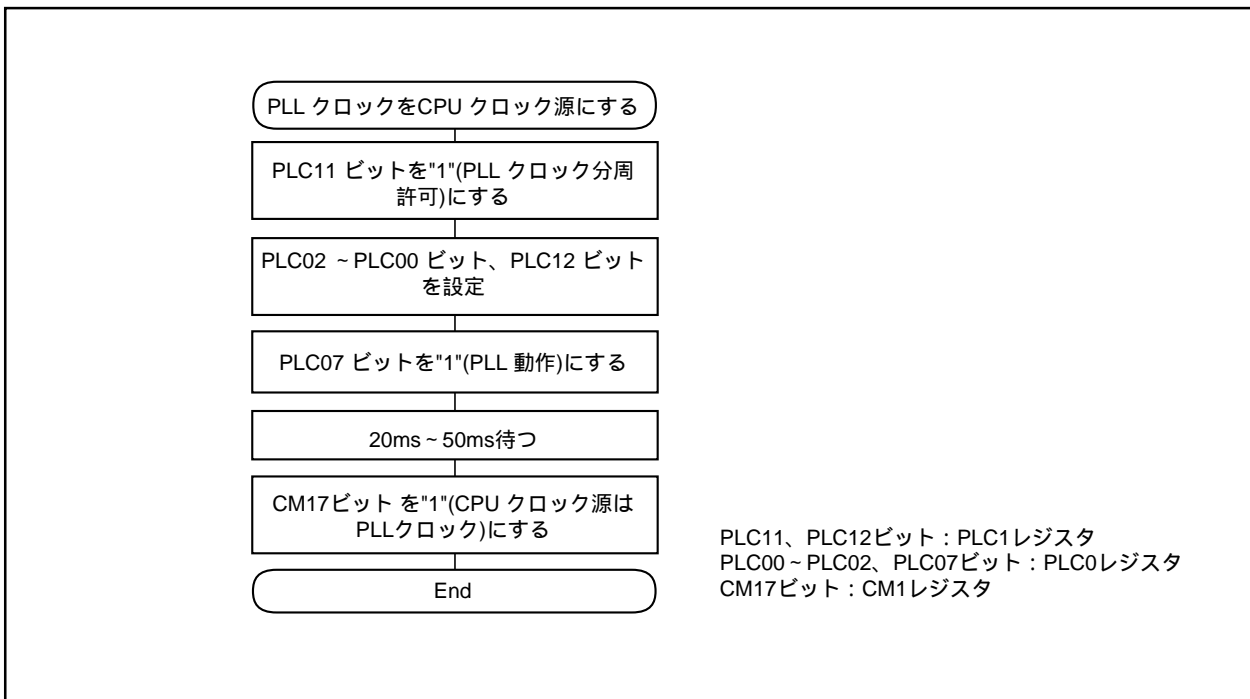 PLL クロックをCPU クロック源にする
PLC11 ビットを"1"(PLL クロック分周
許可)にする
PLC02 ~ PLC00 ビット、PLC12 ビット
を設定
PLC07 ビットを"1"(PLL 動作)にする
20ms ~ 50ms待つ
CM17ビット を"1"(CPU クロック源は
PLLクロック)にする
End
PLC11、PLC12ビット：PLC1レジスタ
PLC00 ~ PLC02、PLC07ビット：PLC0レジスタ
CM17ビット：CM1レジスタ